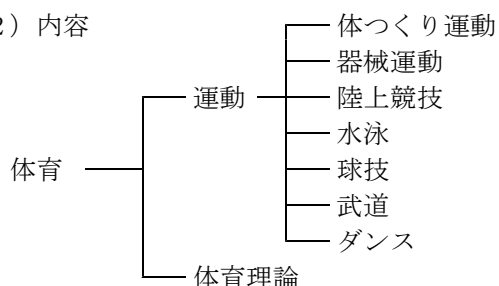 ２）内容
体つくり運動
器械運動
運動
陸上競技
水泳
体育
球技
武道
ダンス
体育理論